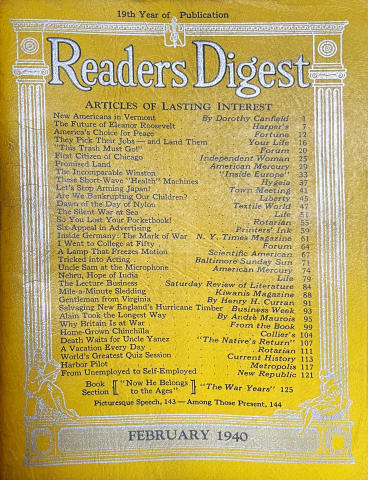 19th Year of Publication
Readers Digest
ARTICLES OF LASTING INTEREST
New Americans in Vermont By Dorothy Canfield 1
The Future of Eleanor Roosevelt Harper's 7
America's Choice for Peace Fortune 12
They Pick Their Jobs — and Land Them Your Life 16
"This Trash Must Go!" Forum 20
First Citizen of Chicago Independent Woman 25
Promised Land American Mercury 29
The Incomparable Winston "Inside Europe" 33
These Short-Wave "Health" Machines Hygeia 37
Let's Stop Arming Japan! Town Meeting 41
Are We Bankrupting Our Children? Liberty 45
Dawn of the Day of Nylon Textile World 47
The Silent War at Sea Life 51
So You Lost Your Pocketbook! Rotarian 55
Six-Appeal in Advertising Printers' Ink 59
Inside Germany: The Mark of War N. Y. Times Magazine 61
I Went to College at Fifty Forum 64
A Lamp That Freezes Motion Scientific American 67
Tricked into Acting Baltimore Sunday Sun 71
Uncle Sam at the Microphone American Mercury 74
Nehru, Hope of India Life 79
The Lecture Business Saturday Review of Literature 84
Mile-a-Minute Sledding Kiwanis Magazine 88
Gentleman from Virginia By Henry H. Curran 91
Salvaging New England's Hurricane Timber Business Week 93
Alain Took the Longest Way By André Maurois 95
Why Britain Is at War From the Book 99
Home-Grown Chinchilla Collier's 104
Death Waits for Uncle Yanez "The Native's Return" 107
A Vacation Every Day Rotarian 111
World's Greatest Quiz Session Current History 113
Harbor Pilot Metropolis 117
From Unemployed to Self-Employed New Republic 121
Book Section [ "Now He Belongs to the Ages" ] "The War Years" 125
Picturesque Speech, 143 — Among Those Present, 144
FEBRUARY 1940